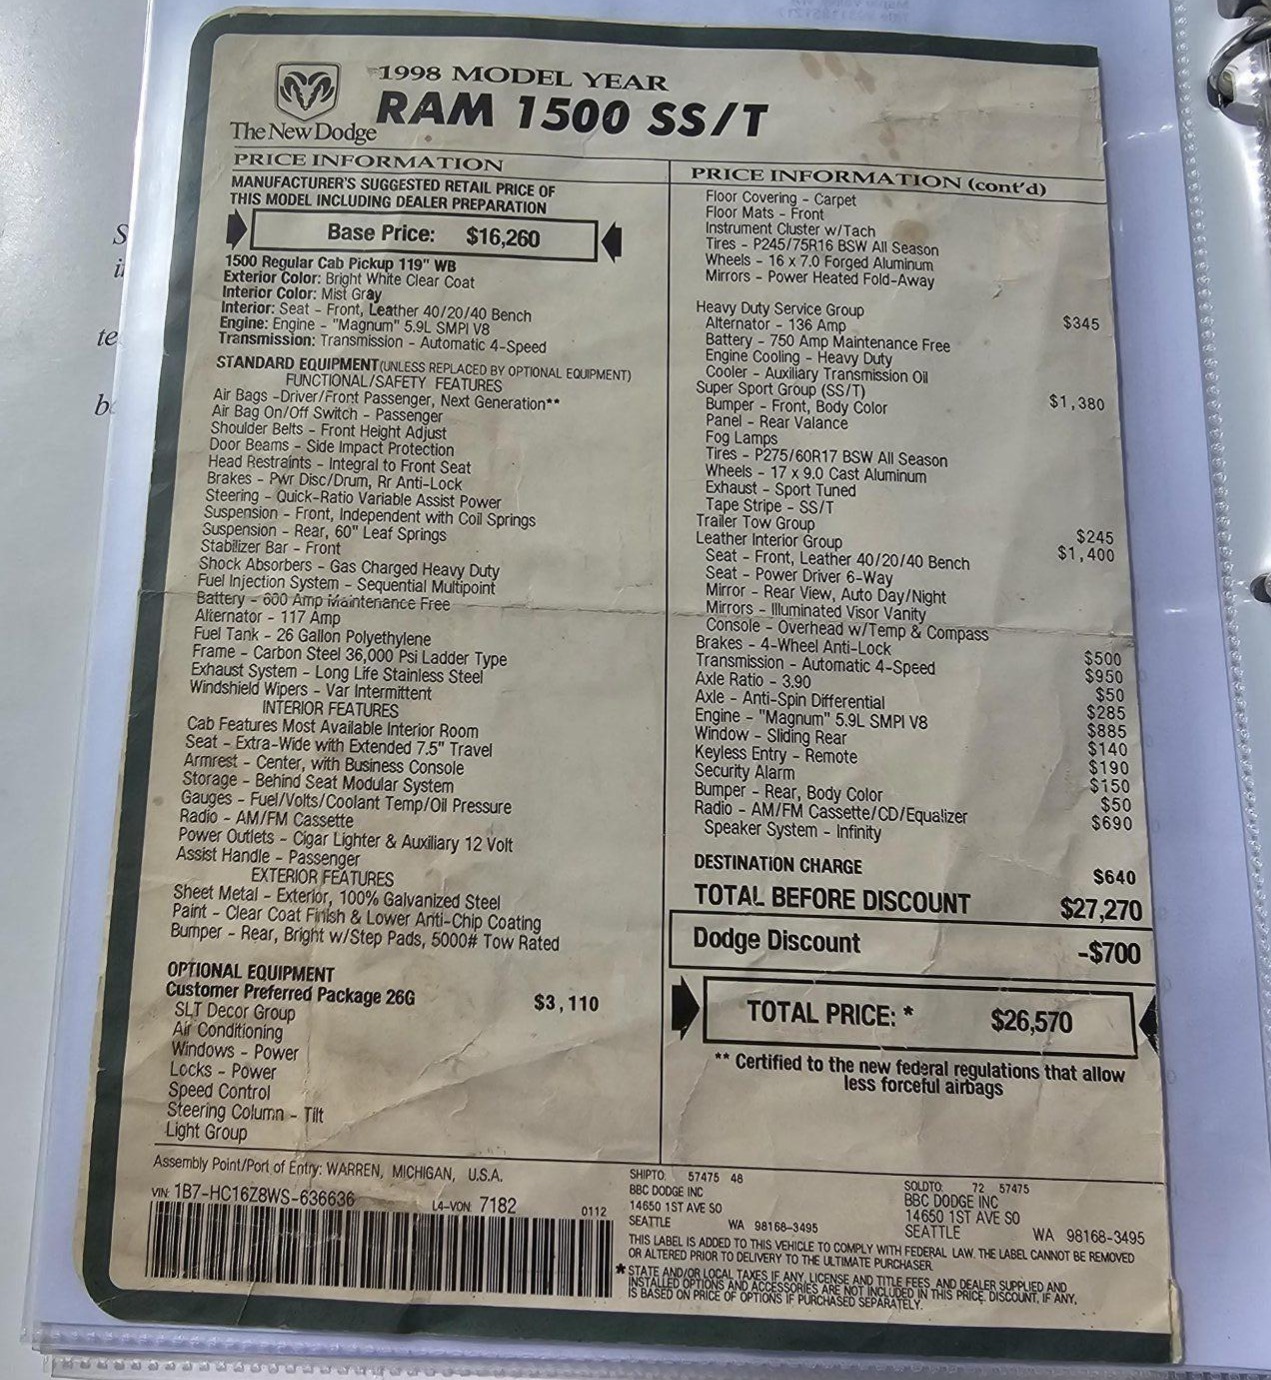 1998 MODEL YEAR
RAM 1500 SS/T
The New Dodge
PRICE INFORMATION
MANUFACTURER'S SUGGESTED RETAIL PRICE OF
THIS MODEL INCLUDING DEALER PREPARATION
Base Price: $16,260
1500 Regular Cab Pickup 119" WB
Exterior Color: Bright White Clear Coat
Interior Color: Mist Gray
Interior: Seat - Front, Leather 40/20/40 Bench
Engine: Engine - "Magnum" 5.9L SMPI V8
Transmission: Transmission - Automatic 4-Speed
STANDARD EQUIPMENT (UNLESS REPLACED BY OPTIONAL EQUIPMENT)
FUNCTIONAL/SAFETY FEATURES
Air Bags -Driver/Front Passenger, Next Generation**
Air Bag On/Off Switch - Passenger
Shoulder Belts - Front Height Adjust
Door Beams - Side Impact Protection
Head Restraints - Integral to Front Seat
Brakes - Pwr Disc/Drum, Rr Anti-Lock
Steering - Quick-Ratio Variable Assist Power
Suspension - Front, Independent with Coil Springs
Suspension - Rear, 60" Leaf Springs
Stabilizer Bar - Front
Shock Absorbers - Gas Charged Heavy Duty
Fuel Injection System - Sequential Multipoint
Battery - 600 Amp Maintenance Free
Alternator - 117 Amp
Fuel Tank - 26 Gallon Polyethylene
Frame - Carbon Steel 36,000 Psi Ladder Type
Exhaust System - Long Life Stainless Steel
Windshield Wipers - Var Intermittent
INTERIOR FEATURES
Cab Features Most Available Interior Room
Seat - Extra-Wide with Extended 7.5" Travel
Armrest - Center, with Business Console
Storage - Behind Seat Modular System
Gauges - Fuel/Volts/Coolant Temp/Oil Pressure
Radio - AM/FM Cassette
Power Outlets - Cigar Lighter & Auxiliary 12 Volt
Assist Handle - Passenger
EXTERIOR FEATURES
Sheet Metal - Exterior, 100% Galvanized Steel
Paint - Clear Coat Finish & Lower Anti-Chip Coating
Bumper - Rear, Bright w/Step Pads, 5000# Tow Rated
OPTIONAL EQUIPMENT
Customer Preferred Package 26G $3,110
SLT Decor Group
Air Conditioning
Windows - Power
Locks - Power
Speed Control
Steering Column - Tilt
Light Group
PRICE INFORMATION (cont'd)
Floor Covering - Carpet
Floor Mats - Front
Instrument Cluster w/Tach
Tires - P245/75R16 BSW All Season
Wheels - 16 x 7.0 Forged Aluminum
Mirrors - Power Heated Fold-Away
Heavy Duty Service Group $345
Alternator - 136 Amp
Battery - 750 Amp Maintenance Free
Engine Cooling - Heavy Duty
Cooler - Auxiliary Transmission Oil
Super Sport Group (SS/T) $1,380
Bumper - Front, Body Color
Panel - Rear Valance
Fog Lamps
Tires - P275/60R17 BSW All Season
Wheels - 17 x 9.0 Cast Aluminum
Exhaust - Sport Tuned
Tape Stripe - SS/T
Trailer Tow Group $245
Leather Interior Group $1,400
Seat - Front, Leather 40/20/40 Bench
Seat - Power Driver 6-Way
Mirror - Rear View, Auto Day/Night
Mirrors - Illuminated Visor Vanity
Console - Overhead w/Temp & Compass
Brakes - 4-Wheel Anti-Lock $500
Transmission - Automatic 4-Speed $950
Axle Ratio - 3.90 $50
Axle - Anti-Spin Differential $285
Engine - "Magnum" 5.9L SMPI V8 $885
Window - Sliding Rear $140
Keyless Entry - Remote $190
Security Alarm $150
Bumper - Rear, Body Color $50
Radio - AM/FM Cassette/CD/Equalizer $690
Speaker System - Infinity
DESTINATION CHARGE $640
TOTAL BEFORE DISCOUNT $27,270
Dodge Discount -$700
TOTAL PRICE: * $26,570
** Certified to the new federal regulations that allow
less forceful airbags
Assembly Point/Port of Entry: WARREN, MICHIGAN, U.S.A.
VIN: 1B7-HC16Z8WS-636636 L4-VON: 7182 0112
SHIPTO: 57475 48
BBC DODGE INC
14650 1ST AVE SO
SEATTLE WA 98168-3495
SOLDTO: 72 57475
BBC DODGE INC
14650 1ST AVE SO
SEATTLE WA 98168-3495
THIS LABEL IS ADDED TO THIS VEHICLE TO COMPLY WITH FEDERAL LAW. THE LABEL CANNOT BE REMOVED
OR ALTERED PRIOR TO DELIVERY TO THE ULTIMATE PURCHASER.
* STATE AND/OR LOCAL TAXES IF ANY, LICENSE AND TITLE FEES AND DEALER SUPPLIED AND
INSTALLED OPTIONS AND ACCESSORIES ARE NOT INCLUDED IN THIS PRICE. DISCOUNT, IF ANY,
IS BASED ON PRICE OF OPTIONS IF PURCHASED SEPARATELY.